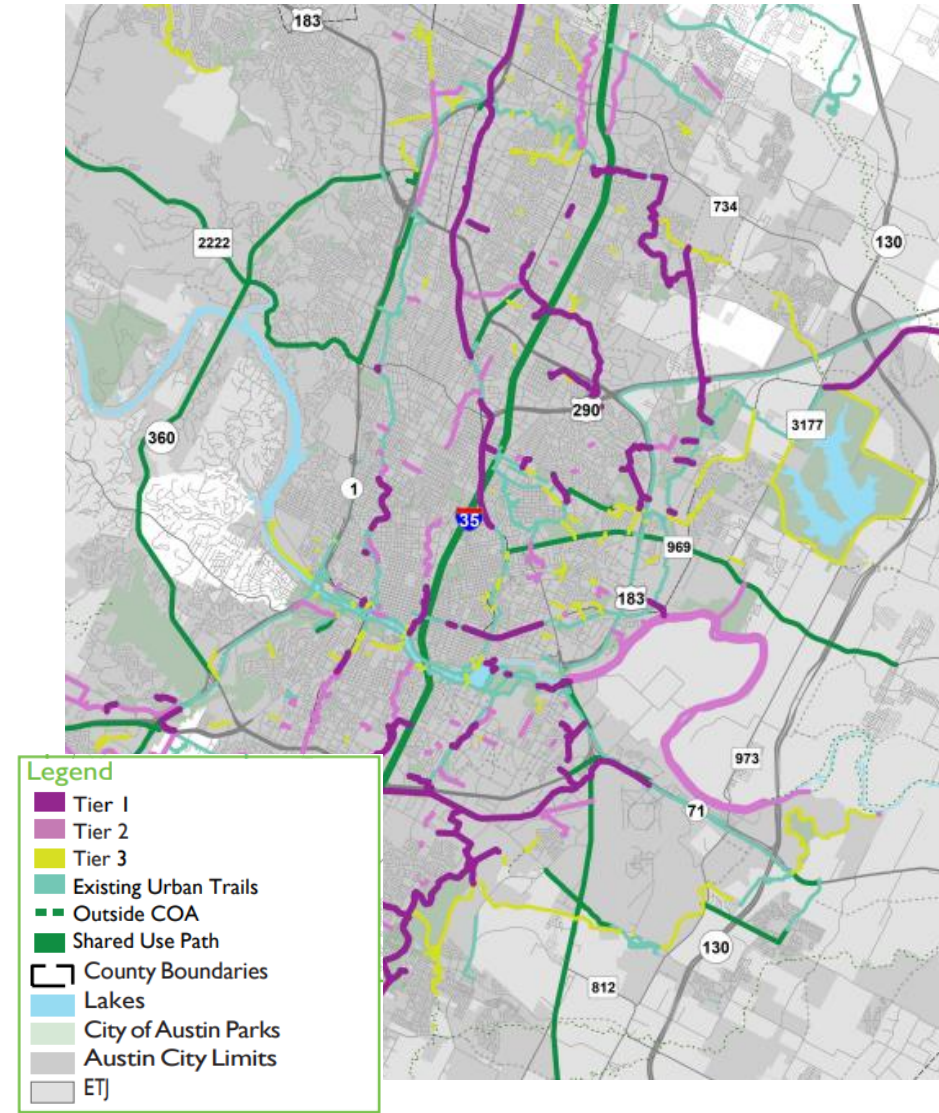 183
734
2222
130
290
3177
360
1
35
969
183
973
71
130
812
Legend
Tier 1
Tier 2
Tier 3
Existing Urban Trails
Outside COA
Shared Use Path
County Boundaries
Lakes
City of Austin Parks
Austin City Limits
ETJ